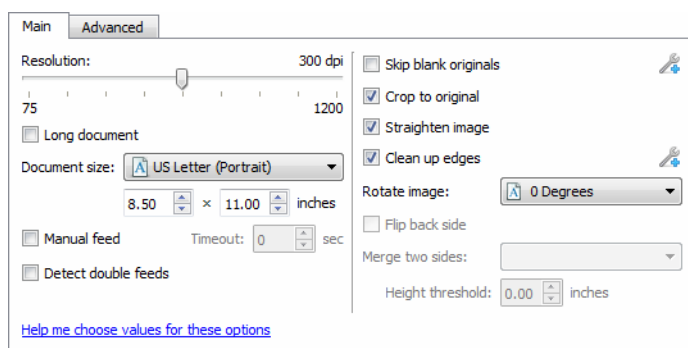 Main Advanced
Resolution: 300 dpi
75 1200
Long document
Document size: A US Letter (Portrait)
8.50 × 11.00 inches
Manual feed Timeout: 0 sec
Detect double feeds
Help me choose values for these options
Skip blank originals
Crop to original
Straighten image
Clean up edges
Rotate image: A 0 Degrees
Flip back side
Merge two sides:
Height threshold: 0.00 inches